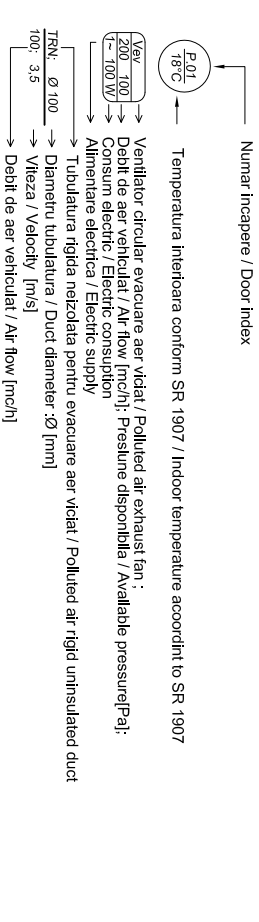 Numar incapere / Door index
P.01
18°C
Temperatura interioara conform SR 1907 / Indoor temperature acoordint to SR 1907
Vev
200 100
1~ 100 W
Ventilator circular evacuare aer viciat / Polluted air exhaust fan ;
Debit de aer vehiculat / Air flow [mc/h]; Presiune disponibila / Available pressure[Pa];
Consum electric / Electric consuption
Alimentare electrica / Electric supply
TRN; Ø 100
100; 3,5
Tubulatura rigida neizolata pentru evacuare aer viciat / Polluted air rigid uninsulated duct
Diametru tubulatura / Duct diameter :Ø [mm]
Viteza / Velocity [m/s]
Debit de aer vehiculat / Air flow [mc/h]